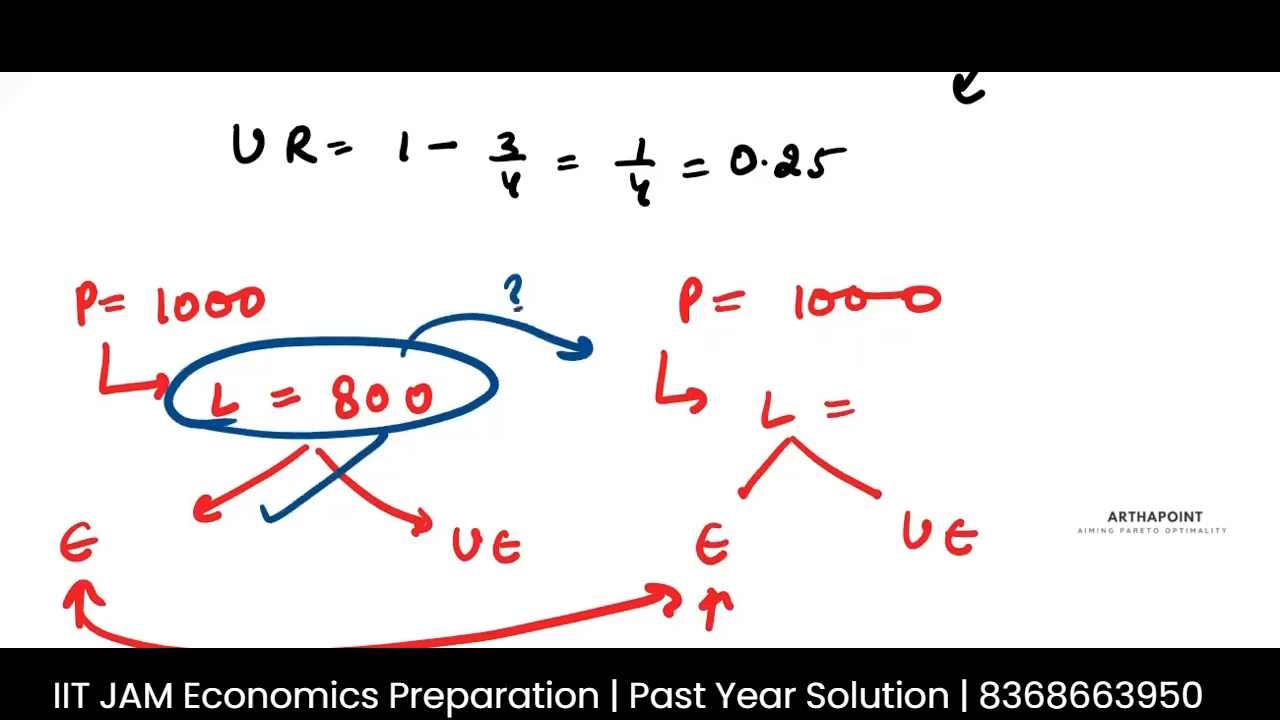 UR = 1 - 3/4 = 1/4 = 0.25
?
P = 1000
P = 1000
L = 800
L =
E
UE
E
UE
ARTHAPOINT
AIMING PARETO OPTIMALITY
IIT JAM Economics Preparation | Past Year Solution | 8368663950